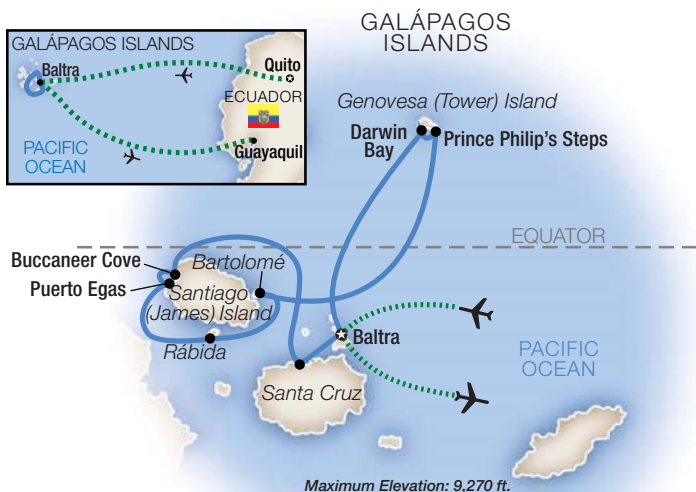 GALÁPAGOS
ISLANDS
GALÁPAGOS ISLANDS
Baltra
Quito
ECUADOR
PACIFIC
OCEAN
Guayaquil
Genovesa (Tower) Island
Darwin
Bay
Prince Philip's Steps
EQUATOR
Buccaneer Cove
Puerto Egas
Bartolomé
Santiago
(James) Island
Rábida
Baltra
Santa Cruz
PACIFIC
OCEAN
Maximum Elevation: 9,270 ft.